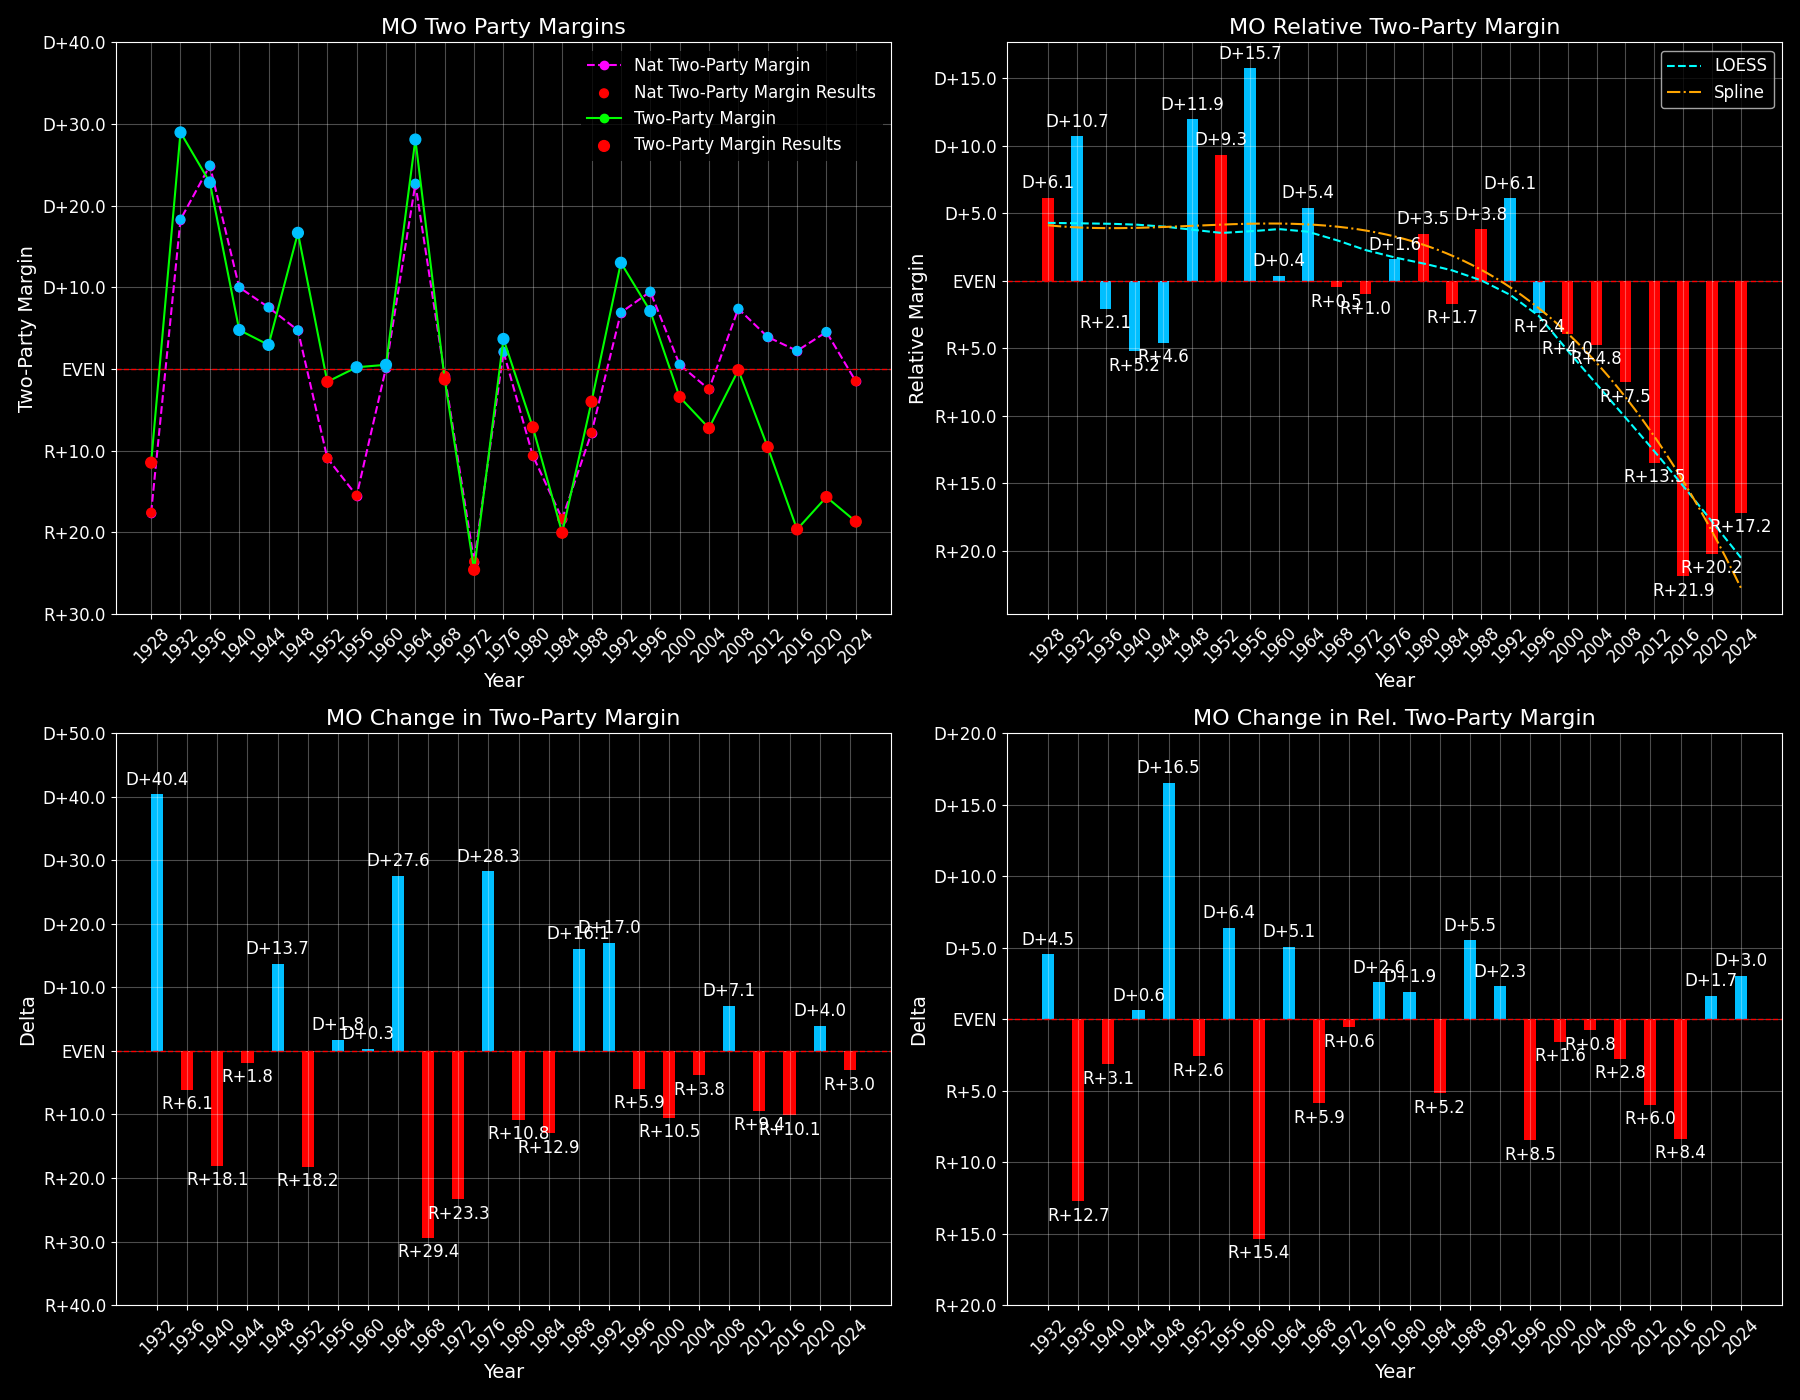 MO Two Party Margins
D+40.0
D+30.0
D+20.0
D+10.0
EVEN
R+10.0
R+20.0
R+30.0
Two-Party Margin
Nat Two-Party Margin
Nat Two-Party Margin Results
Two-Party Margin
Two-Party Margin Results
1928 1932 1936 1940 1944 1948 1952 1956 1960 1964 1968 1972 1976 1980 1984 1988 1992 1996 2000 2004 2008 2012 2016 2020 2024
Year
MO Relative Two-Party Margin
D+15.0
D+10.0
D+5.0
EVEN
R+5.0
R+10.0
R+15.0
R+20.0
Relative Margin
LOESS
Spline
D+6.1
D+10.7
R+2.1
R+5.2
R+4.6
D+11.9
D+9.3
D+15.7
D+0.4
D+5.4
R+0.5
R+1.0
D+1.6
D+3.5
R+1.7
D+3.8
D+6.1
R+2.4
R+4.0
R+4.8
R+7.5
R+13.5
R+21.9
R+20.2
R+17.2
1928 1932 1936 1940 1944 1948 1952 1956 1960 1964 1968 1972 1976 1980 1984 1988 1992 1996 2000 2004 2008 2012 2016 2020 2024
Year
MO Change in Two-Party Margin
D+50.0
D+40.0
D+30.0
D+20.0
D+10.0
EVEN
R+10.0
R+20.0
R+30.0
R+40.0
Delta
D+40.4
R+6.1
R+18.1
R+1.8
D+13.7
R+18.2
D+1.8
D+0.3
D+27.6
R+29.4
R+23.3
D+28.3
R+10.8
R+12.9
D+16.1
D+17.0
R+5.9
R+10.5
R+3.8
D+7.1
R+9.4
R+10.1
D+4.0
R+3.0
1932 1936 1940 1944 1948 1952 1956 1960 1964 1968 1972 1976 1980 1984 1988 1992 1996 2000 2004 2008 2012 2016 2020 2024
Year
MO Change in Rel. Two-Party Margin
D+20.0
D+15.0
D+10.0
D+5.0
EVEN
R+5.0
R+10.0
R+15.0
R+20.0
Delta
D+4.5
R+12.7
R+3.1
D+0.6
D+16.5
R+2.6
D+6.4
R+15.4
D+5.1
R+5.9
R+0.6
D+2.6
D+1.9
R+5.2
D+5.5
D+2.3
R+8.5
R+1.6
R+0.8
R+2.8
R+6.0
R+8.4
D+1.7
D+3.0
1932 1936 1940 1944 1948 1952 1956 1960 1964 1968 1972 1976 1980 1984 1988 1992 1996 2000 2004 2008 2012 2016 2020 2024
Year